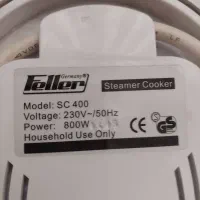 Germany
Feller
Steamer Cooker
Model: SC 400
Voltage: 230V~/50Hz
Power: 800W
Household Use Only
CE
GS